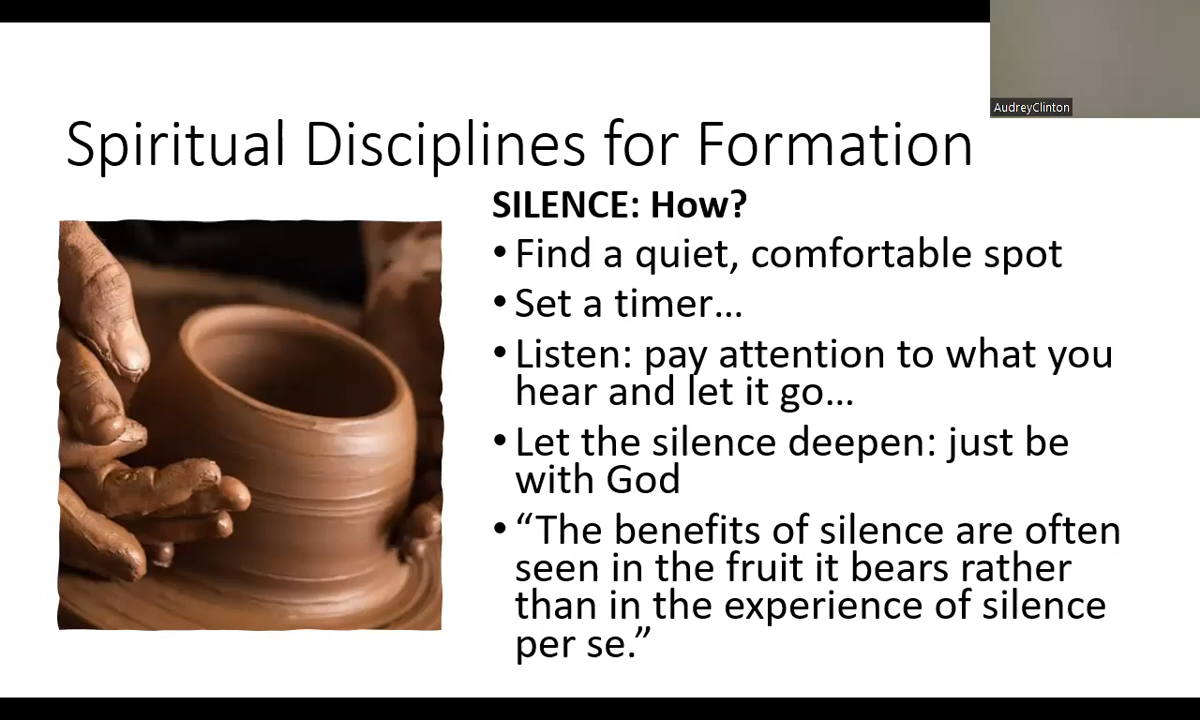 AudreyClinton
Spiritual Disciplines for Formation
SILENCE: How?
• Find a quiet, comfortable spot
• Set a timer…
• Listen: pay attention to what you
hear and let it go…
• Let the silence deepen: just be
with God
• “The benefits of silence are often
seen in the fruit it bears rather
than in the experience of silence
per se.”